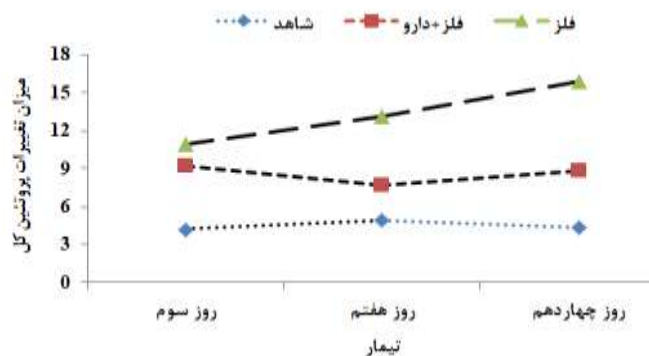 شاهد
فلز+دارو
فلز
میزان تغییرات پروتئین کل
18
15
12
9
6
3
0
روز سوم
روز هفتم
روز چهاردهم
تیمار